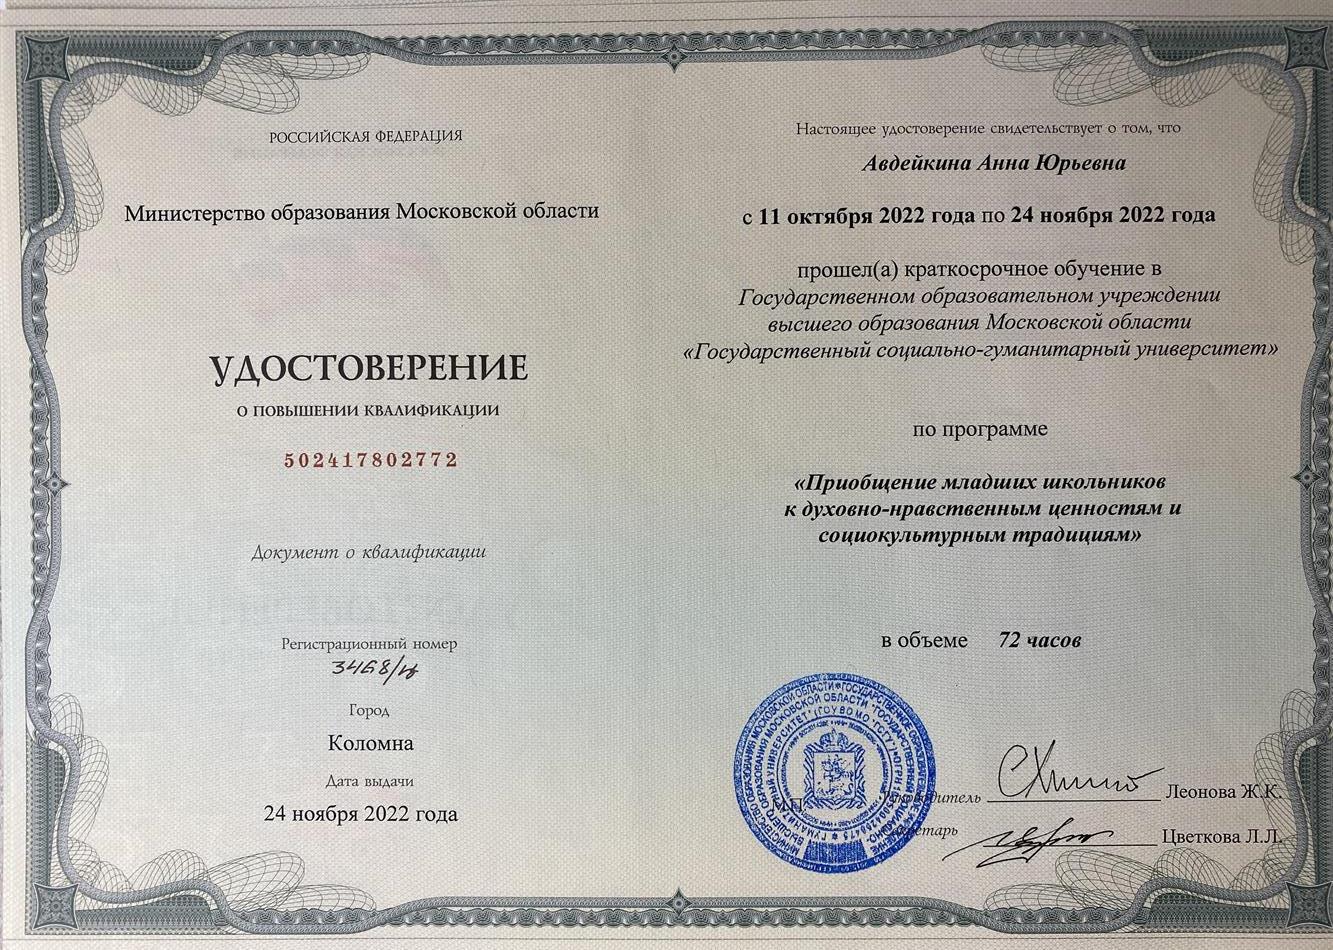 РОССИЙСКАЯ ФЕДЕРАЦИЯ
Министерство образования Московской области
УДОСТОВЕРЕНИЕ
О ПОВЫШЕНИИ КВАЛИФИКАЦИИ
502417802772
Документ о квалификации
Регистрационный номер
Город
Коломна
Дата выдачи
24 ноября 2022 года
Настоящее удостоверение свидетельствует о том, что
Авдейкина Анна Юрьевна
с 11 октября 2022 года по 24 ноября 2022 года
прошел(а) краткосрочное обучение в
Государственном образовательном учреждении
высшего образования Московской области
«Государственный социально-гуманитарный университет»
по программе
«Приобщение младших школьников
к духовно-нравственным ценностям и
социокультурным традициям»
в объеме 72 часов
М.П.
Руководитель Леонова Ж.К.
Секретарь Цветкова Л.Л.